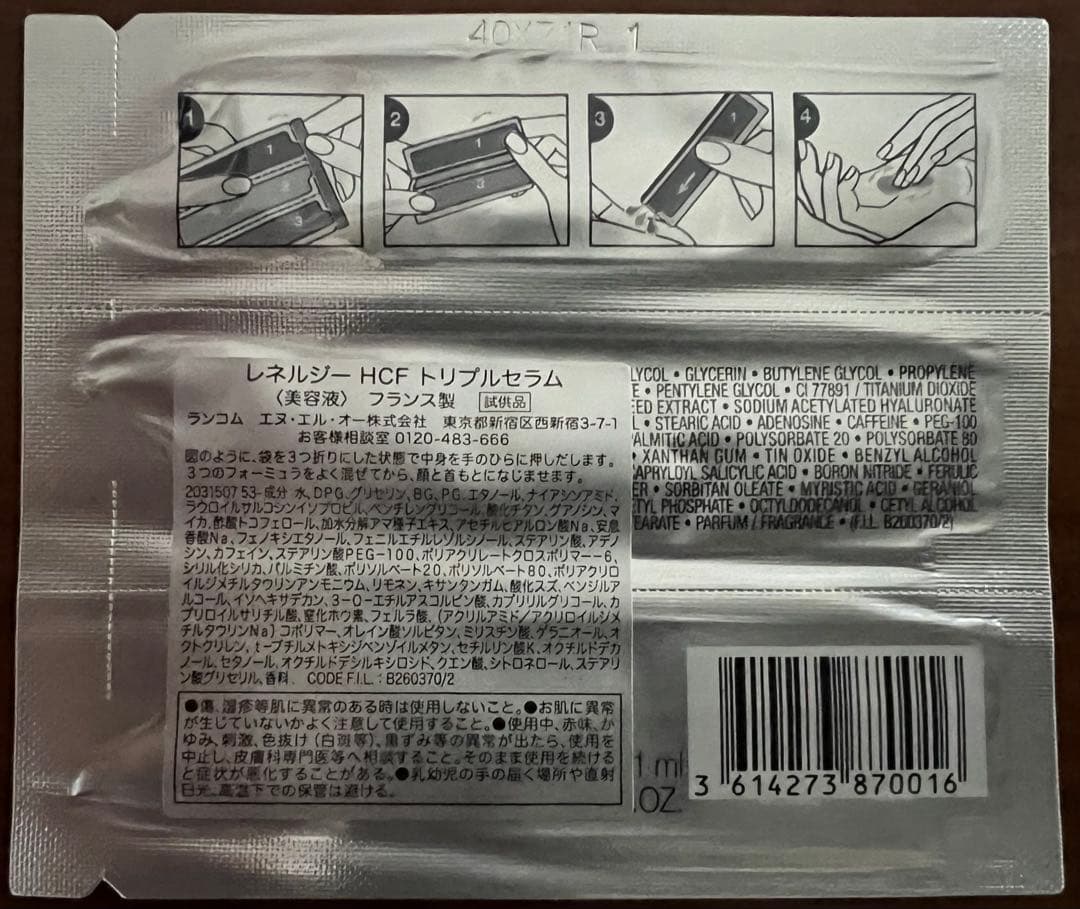 40X71R 1
1
1
2
3
2
1
3
3
1
4
レネルジー HCF トリプルセラム
〈美容液〉 フランス製 試供品
ランコム エヌ・エル・オー株式会社 東京都新宿区西新宿3-7-1
お客様相談室 0120-483-666
図のように、袋を3つ折りにした状態で中身を手のひらに押しだします。
3つのフォーミュラをよく混ぜてから、顔と首もとになじませます。
2031507 53-成分 水、DPG、グリセリン、BG、PG、エタノール、ナイアシンアミド、
ラウロイルサルコシンイソプロピル、ペンチレングリコール、酸化チタン、グアノシン、マ
イカ、酢酸トコフェロール、加水分解アマ種子エキス、アセチルヒアルロン酸Na、安息
香酸Na、フェノキシエタノール、フェニルエチルレゾルシノール、ステアリン酸、アデノ
シン、カフェイン、ステアリン酸PEG-100、ポリアクリレートクロスポリマー-6、
シリル化シリカ、パルミチン酸、ポリソルベート20、ポリソルベート80、ポリアクリロ
イルジメチルタウリンアンモニウム、リモネン、キサンタンガム、酸化スズ、ベンジルア
ルコール、イソヘキサデカン、3-O-エチルアスコルビン酸、カプリリルグリコール、カ
プリロイルサリチル酸、窒化ホウ素、フェルラ酸、(アクリルアミド/アクリロイルジメ
チルタウリンNa)コポリマー、オレイン酸ソルビタン、ミリスチン酸、ゲラニオール、オ
クトクリレン、t-ブチルメトキシジベンゾイルメタン、セチルリン酸K、オクチルドデカ
ノール、セタノール、オクチルドデシルキシロシド、クエン酸、シトロネロール、ステアリ
ン酸グリセリル、香料 CODE F.I.L. : B260370/2
●傷、湿疹等肌に異常のある時は使用しないこと。●お肌に異常
が生じていないかよく注意して使用すること。●使用中、赤味、か
ゆみ、刺激、色抜け(白斑等)、黒ずみ等の異常が出たら、使用を
中止し、皮膚科専門医等へ相談すること。そのまま使用を続ける
と症状が悪化することがある。●乳幼児の手の届く場所や直射
日光、高温下での保管は避ける。
LYCOL • GLYCERIN • BUTYLENE GLYCOL • PROPYLENE
• PENTYLENE GLYCOL • CI 77891 / TITANIUM DIOXIDE
ED EXTRACT • SODIUM ACETYLATED HYALURONATE
L • STEARIC ACID • ADENOSINE • CAFFEINE • PEG-100
ALMITIC ACID • POLYSORBATE 20 • POLYSORBATE 80
• XANTHAN GUM • TIN OXIDE • BENZYL ALCOHOL
APRYLOYL SALICYLIC ACID • BORON NITRIDE • FERULIC
ER • SORBITAN OLEATE • MYRISTIC ACID • GERANIOL
TYL PHOSPHATE • OCTYLDODECANOL • CETYL ALCOHOL
EARATE • PARFUM / FRAGRANCE • (F.I.L. B260370/2)
1 ml
OZ
3 614273 870016